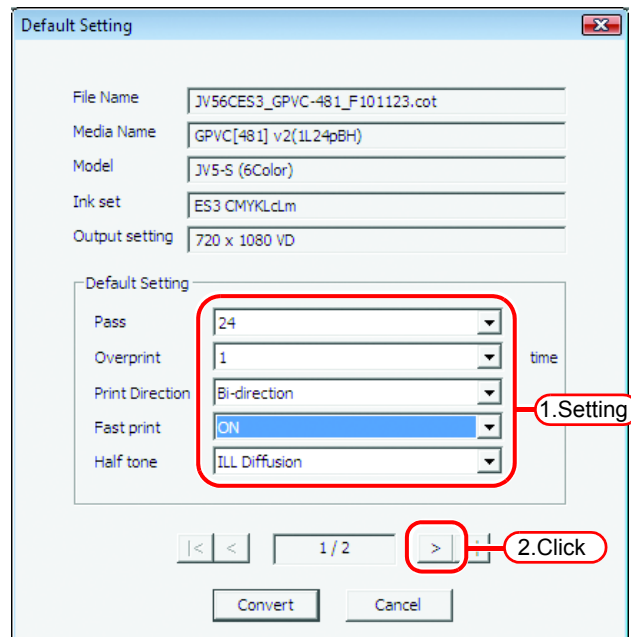 Default Setting
File Name JV56CES3_GPVC-481_F101123.cot
Media Name GPVC[481] v2(1L24pBH)
Model JV5-S (6Color)
Ink set ES3 CMYKLcLm
Output setting 720 x 1080 VD
Default Setting
Pass 24
Overprint 1 time
Print Direction Bi-direction
1.Setting
Fast print ON
Half tone ILL Diffusion
|< < 1 / 2 > 2.Click
Convert Cancel